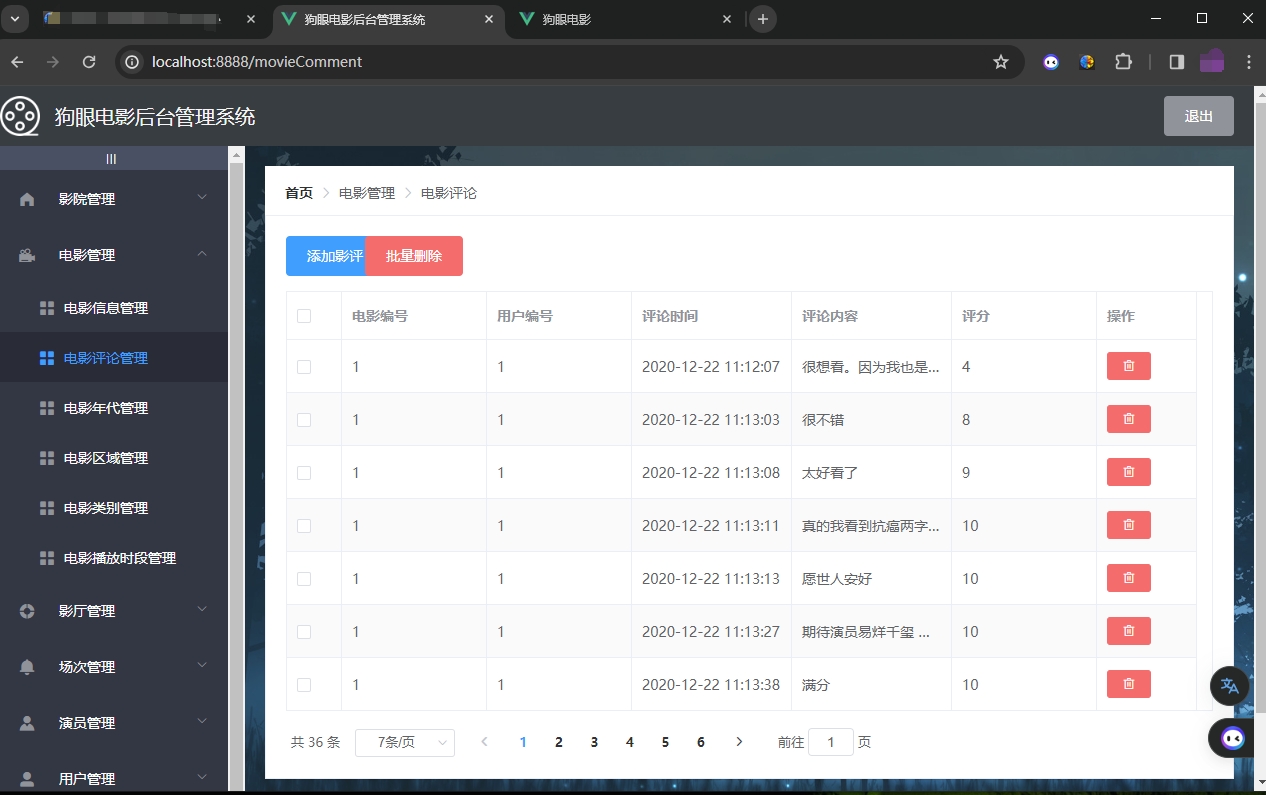 狗眼电影后台管理系统
狗眼电影
localhost:8888/movieComment
狗眼电影后台管理系统
退出
影院管理
电影管理
电影信息管理
电影评论管理
电影年代管理
电影区域管理
电影类别管理
电影播放时段管理
影厅管理
场次管理
演员管理
用户管理
首页 电影管理 电影评论
添加影评 批量删除
电影编号 用户编号 评论时间 评论内容 评分 操作
1 1 2020-12-22 11:12:07 很想看。因为我也是... 4
1 1 2020-12-22 11:13:03 很不错 8
1 1 2020-12-22 11:13:08 太好看了 9
1 1 2020-12-22 11:13:11 真的我看到抗癌两字... 10
1 1 2020-12-22 11:13:13 愿世人安好 10
1 1 2020-12-22 11:13:27 期待演员易烊千玺 ... 10
1 1 2020-12-22 11:13:38 满分 10
共 36 条 7条/页 1 2 3 4 5 6 前往 1 页